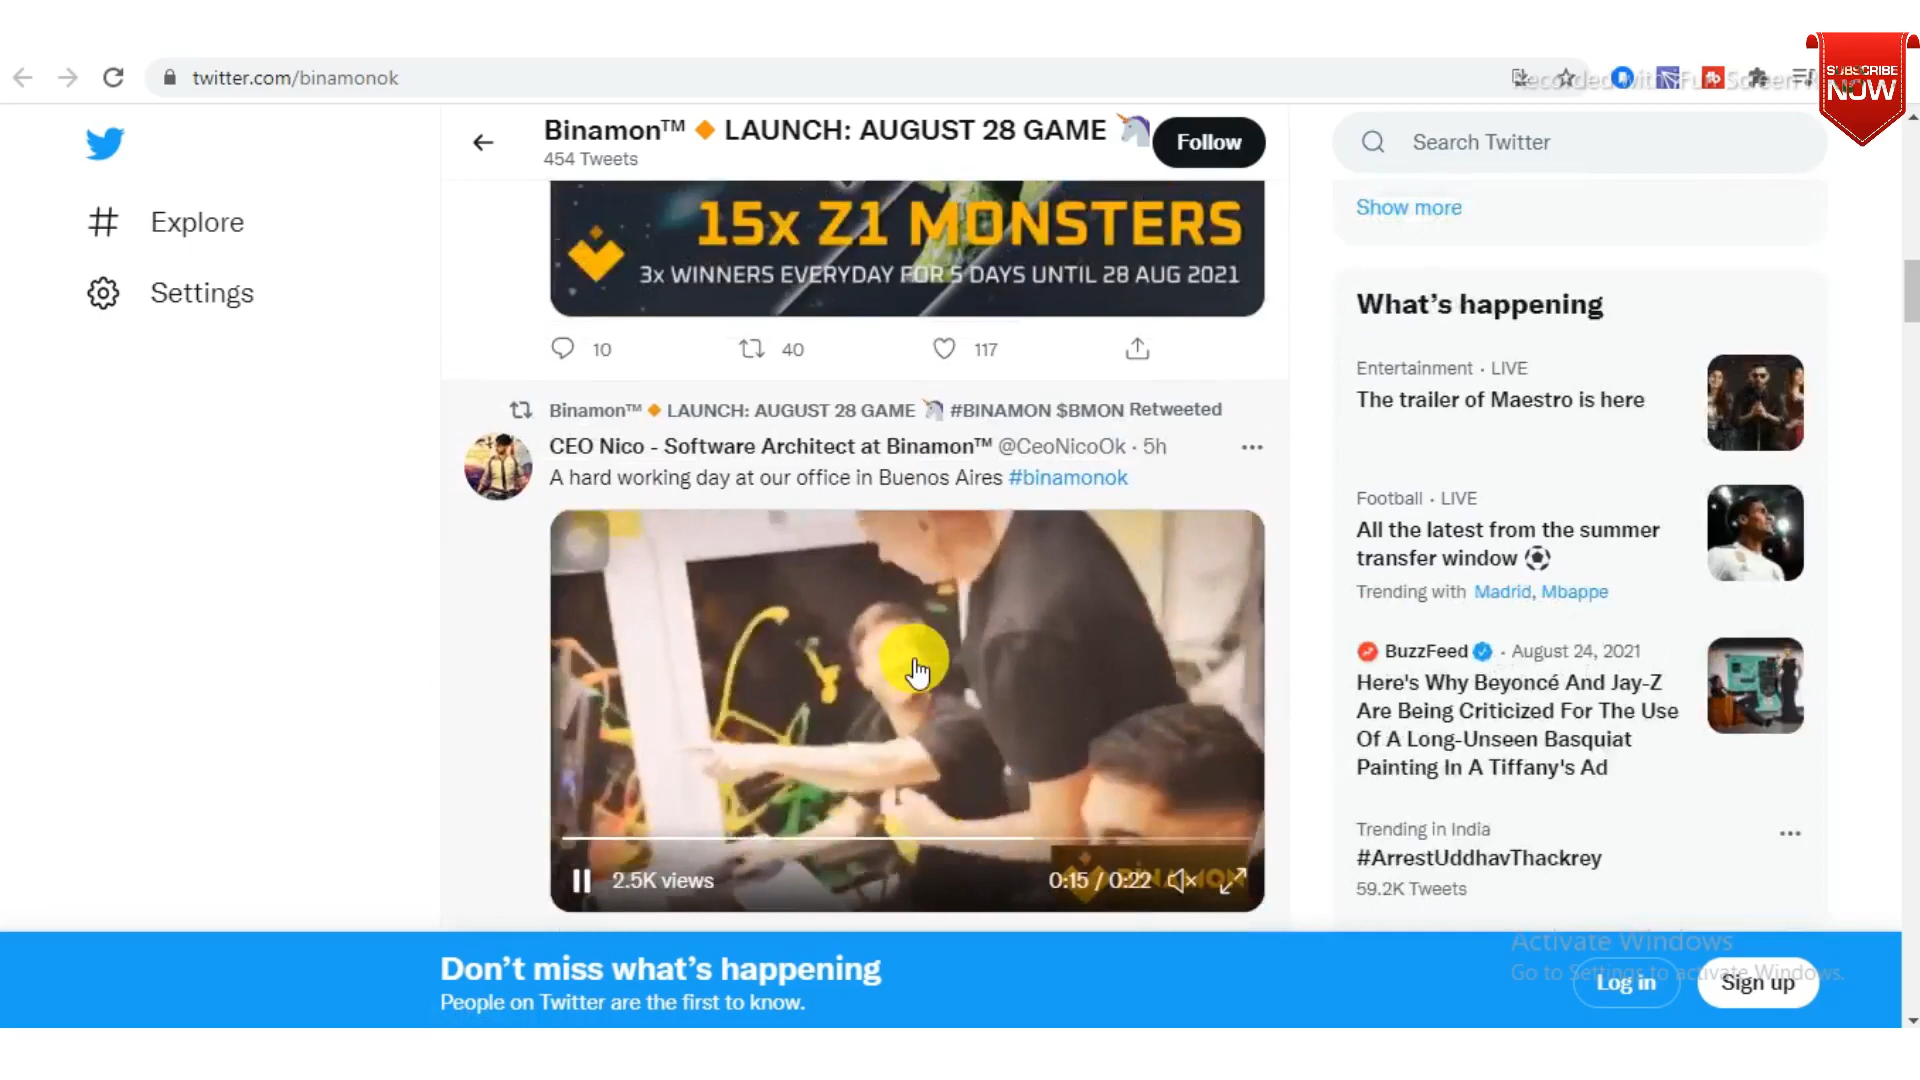 twitter.com/binamonok
SUBSCRIBE
NOW
Binamon™ 🔶 LAUNCH: AUGUST 28 GAME 🦄
454 Tweets
Follow
Search Twitter
Explore
Settings
15x Z1 MONSTERS
3x WINNERS EVERYDAY FOR 5 DAYS UNTIL 28 AUG 2021
10 40 117
Binamon™ 🔶 LAUNCH: AUGUST 28 GAME 🦄 #BINAMON $BMON Retweeted
CEO Nico - Software Architect at Binamon™ @CeoNicoOk · 5h
A hard working day at our office in Buenos Aires #binamonok
2.5K views
0:15 / 0:22
BINAMON
Show more
What's happening
Entertainment · LIVE
The trailer of Maestro is here
Football · LIVE
All the latest from the summer
transfer window ⚽
Trending with Madrid, Mbappe
BuzzFeed · August 24, 2021
Here's Why Beyoncé And Jay-Z
Are Being Criticized For The Use
Of A Long-Unseen Basquiat
Painting In A Tiffany's Ad
Trending in India
#ArrestUddhavThackrey
59.2K Tweets
Activate Windows
Go to Settings to activate Windows.
Don't miss what's happening
People on Twitter are the first to know.
Log in
Sign up